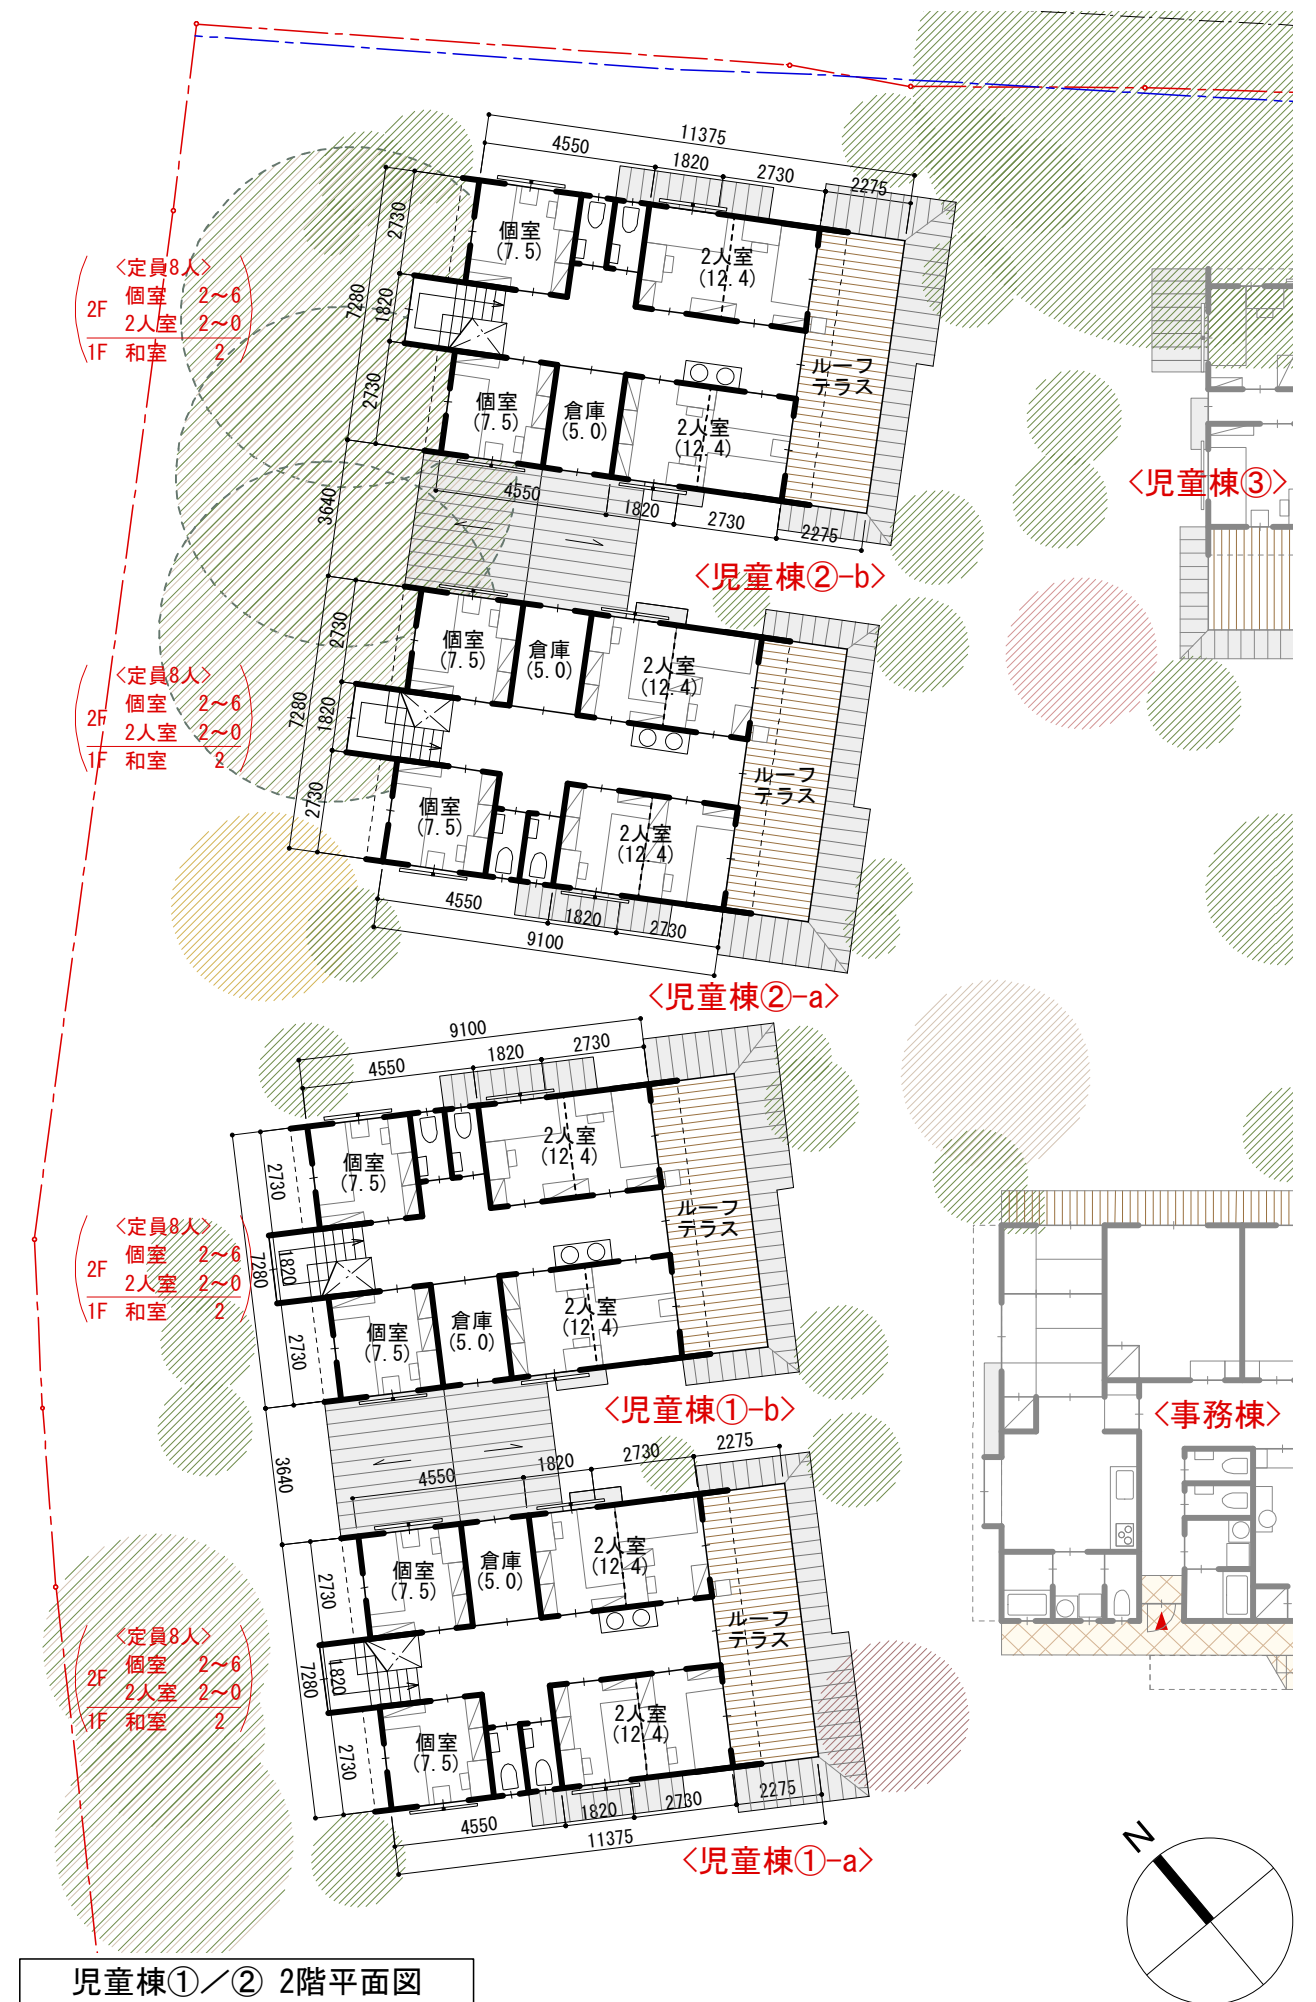 11375
4550
1820
2730
2275
2730
7280
1820
2730
個室
(7.5)
2人室
(12.4)
<定員8人>
2F 個室 2~6
2人室 2~0
1F 和室 2
個室
(7.5)
倉庫
(5.0)
2人室
(12.4)
ルーフ
テラス
<児童棟③>
3640
4550
1820
2730
2275
<児童棟②-b>
2730
7280
1820
2730
個室
(7.5)
倉庫
(5.0)
2人室
(12.4)
<定員8人>
2F 個室 2~6
2人室 2~0
1F 和室 2
個室
(7.5)
2人室
(12.4)
ルーフ
テラス
4550
1820
2730
9100
<児童棟②-a>
9100
4550
1820
2730
2730
7280
1820
2730
個室
(7.5)
2人室
(12.4)
ルーフ
テラス
<定員8人>
2F 個室 2~6
2人室 2~0
1F 和室 2
個室
(7.5)
倉庫
(5.0)
2人室
(12.4)
<児童棟①-b>
<事務棟>
3640
4550
1820
2730
2275
2730
7280
1820
2730
個室
(7.5)
倉庫
(5.0)
2人室
(12.4)
ルーフ
テラス
<定員8人>
2F 個室 2~6
2人室 2~0
1F 和室 2
個室
(7.5)
2人室
(12.4)
4550
1820
2730
2275
11375
<児童棟①-a>
N
児童棟①/② 2階平面図